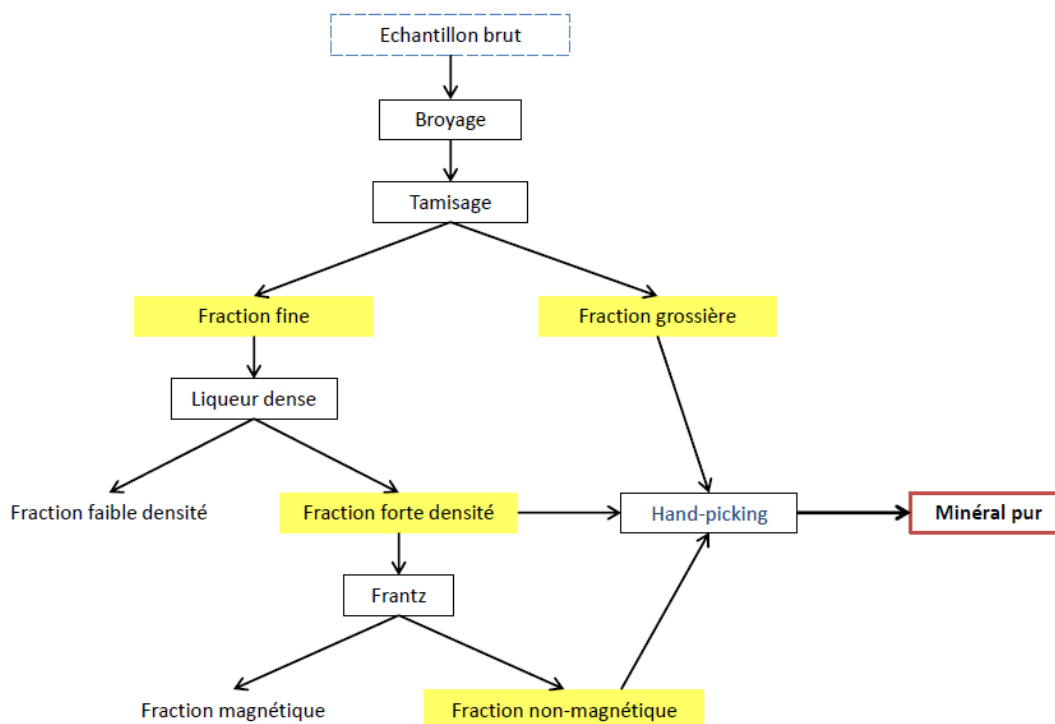 Echantillon brut
Broyage
Tamisage
Fraction fine
Fraction grossière
Liqueur dense
Fraction faible densité
Fraction forte densité
Hand-picking
Minéral pur
Frantz
Fraction magnétique
Fraction non-magnétique